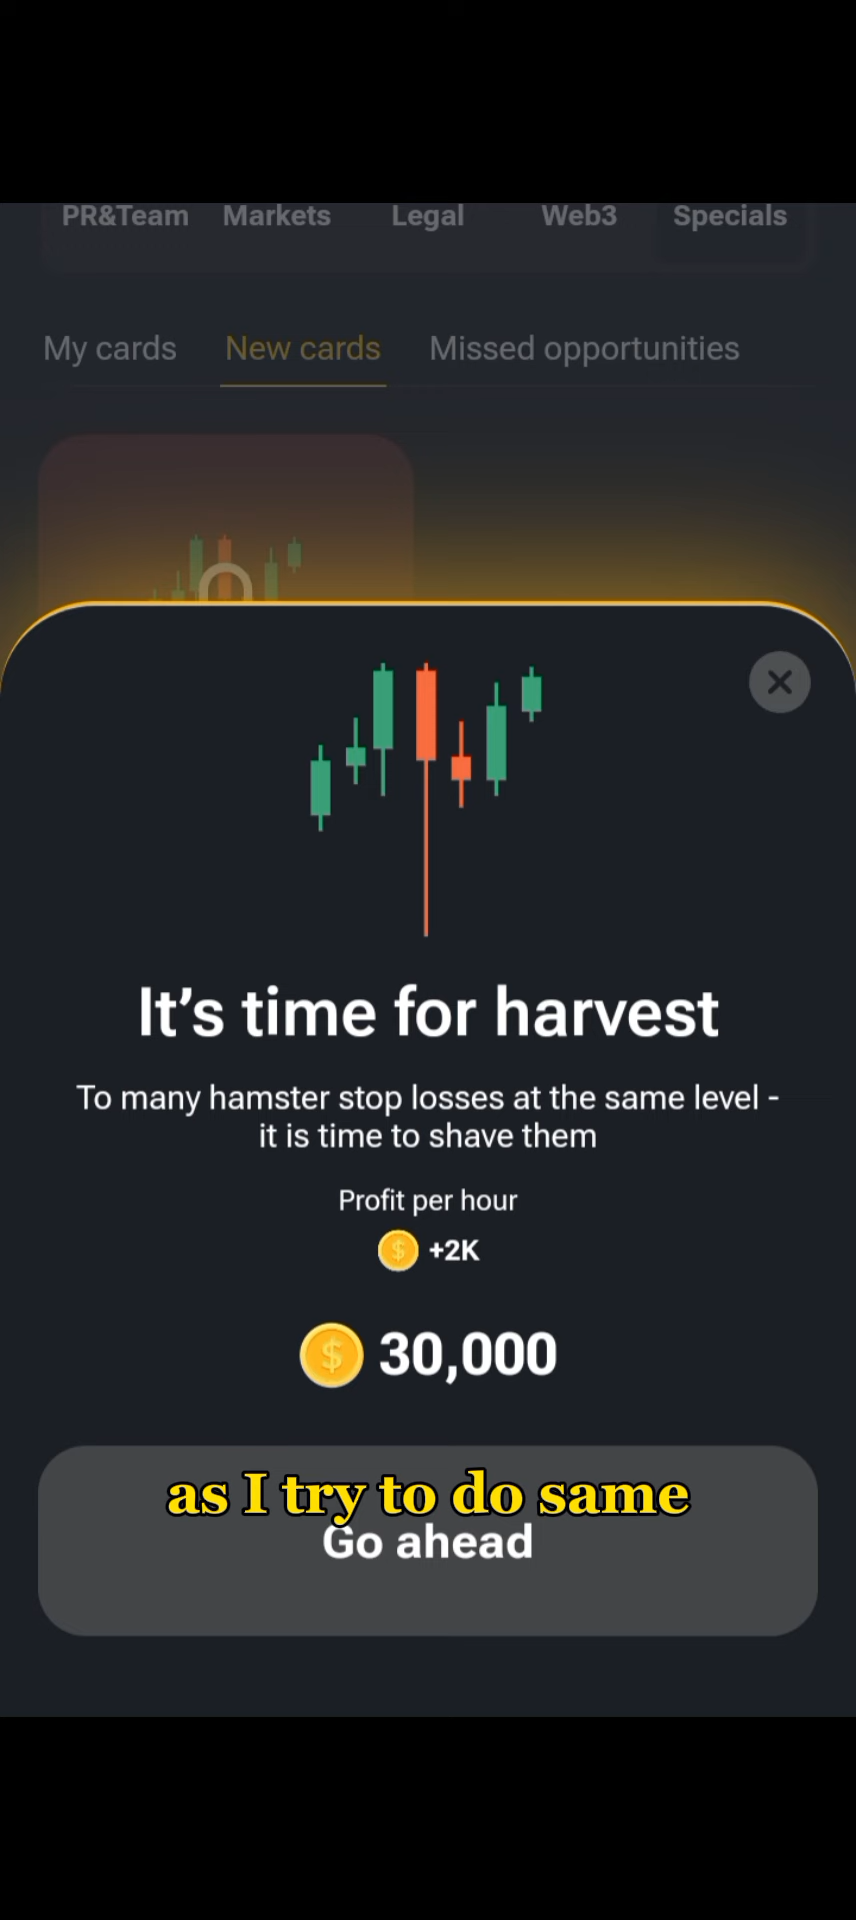 PR&Team Markets Legal Web3 Specials
My cards New cards Missed opportunities
It's time for harvest
To many hamster stop losses at the same level -
it is time to shave them
Profit per hour
+2K
30,000
as I try to do same
Go ahead